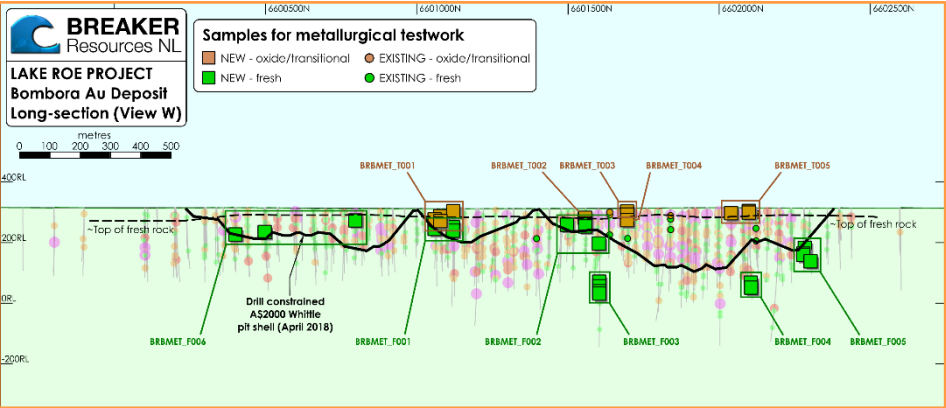 6600500N 6601000N 6601500N 6602000N 6602500N
BREAKER
Resources NL
LAKE ROE PROJECT
Bombora Au Deposit
Long-section (View W)
metres
0 100 200 300 400 500
Samples for metallurgical testwork
NEW - oxide/transitional
EXISTING - oxide/transitional
NEW - fresh
EXISTING - fresh
BRBMET_T001
BRBMET_T002
BRBMET_T003
BRBMET_T004
BRBMET_T005
400RL
~Top of fresh rock
~Top of fresh rock
200RL
0RL
Drill constrained
A$2000 Whittle
pit shell (April 2018)
BRBMET_F006
BRBMET_F001
BRBMET_F002
BRBMET_F003
BRBMET_F004
BRBMET_F005
-200RL